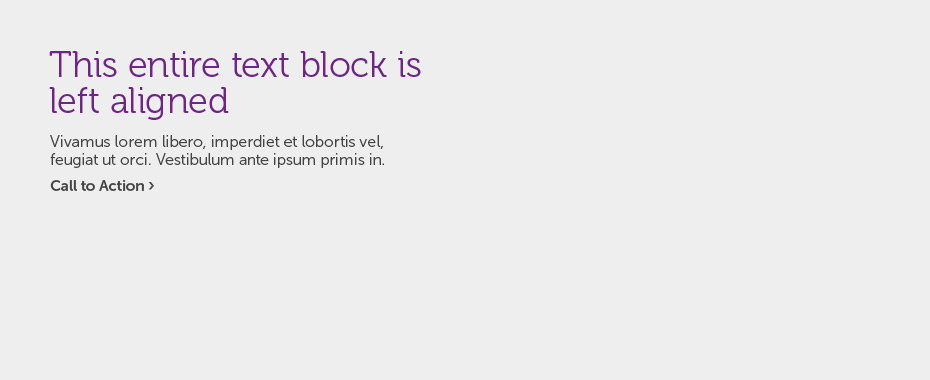 This entire text block is
left aligned
Vivamus lorem libero, imperdiet et lobortis vel,
feugiat ut orci. Vestibulum ante ipsum primis in.
Call to Action ›